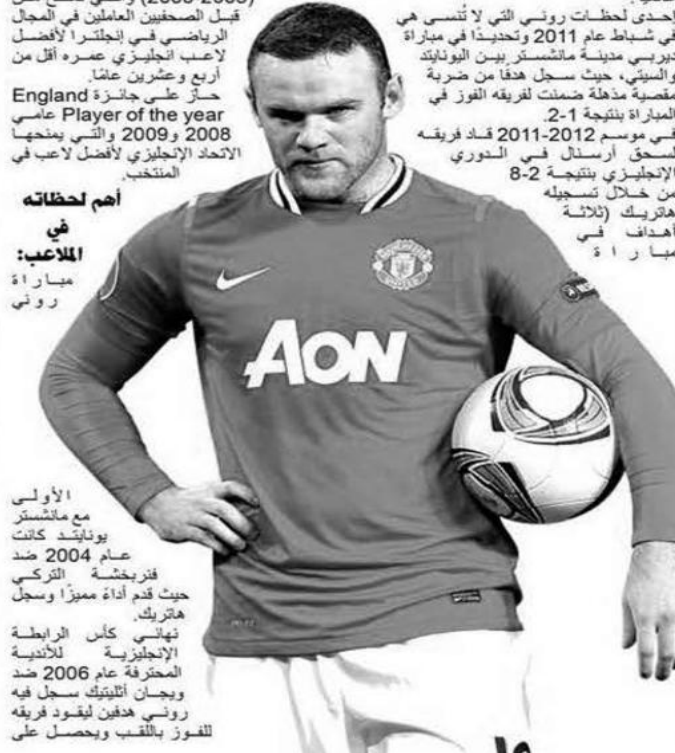 إحدى لحظات روني التي لا تُنسى هي
في شباط عام 2011 وتحديدًا في مباراة
ديربي مدينة مانشستر بين اليونايتد
والسيتي، حيث سجل هدفا من ضربة
مقصية مذهلة ضمنت لفريقه الفوز في
المباراة بنتيجة 1-2.
في موسم 2012-2011 قاد فريقه
لسحق أرسنال في الدوري
الإنجليزي بنتيجة 2-8
من خلال تسجيله
هاتريك (ثلاثة
أهداف في
مباراة
قبل الصحفيين العاملين في المجال
الرياضي في إنجلترا لأفضل
لاعب انجليزي عمره أقل من
أربع وعشرين عامًا.
حاز على جائزة England
Player of the year عامي
2008 و2009 والتي يمنحها
الاتحاد الإنجليزي لأفضل لاعب في
المنتخب.
أهم لحظاته
في
الملاعب:
مباراة
روني
الأولى
مع مانشستر
يونايتد كانت
عام 2004 ضد
فنربخشة التركي
حيث قدم أداءً مميزًا وسجل
هاتريك.
نهائي كأس الرابطة
الإنجليزية للأندية
المحترفة عام 2006 ضد
ويجان أتليتيك سجل فيه
روني هدفين ليقود فريقه
للفوز باللقب ويحصل على
AON